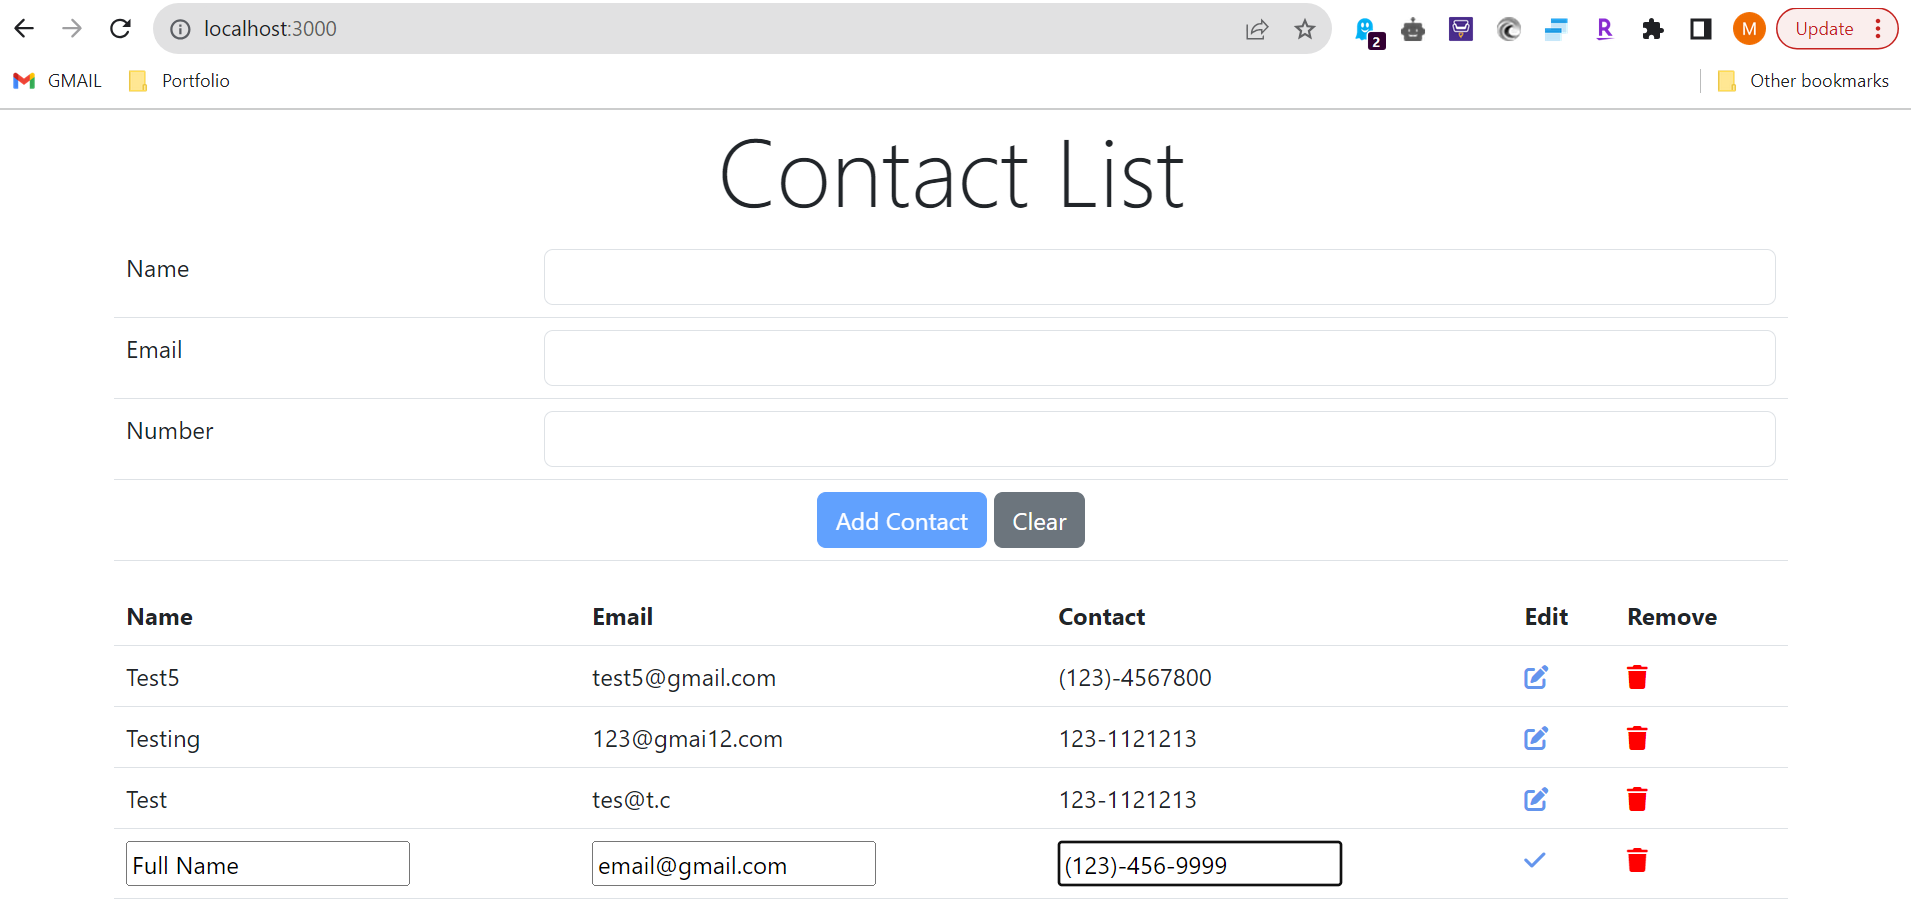 localhost:3000
2
R
M
Update
GMAIL
Portfolio
Other bookmarks
Contact List
Name
Email
Number
Add Contact
Clear
Name Email Contact Edit Remove
Test5 test5@gmail.com (123)-4567800
Testing 123@gmai12.com 123-1121213
Test tes@t.c 123-1121213
Full Name email@gmail.com (123)-456-9999